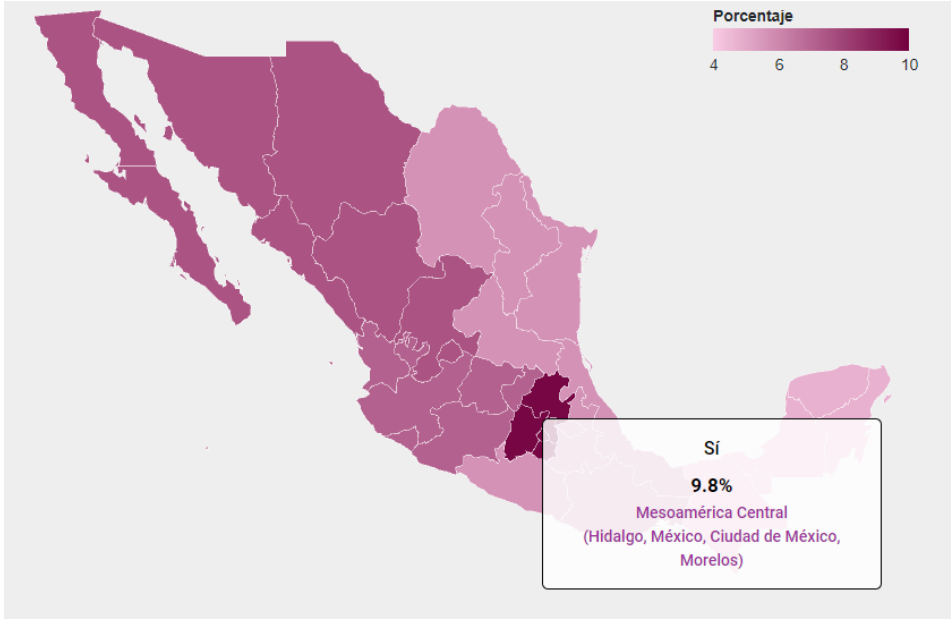 Porcentaje
4 6 8 10
Sí
9.8%
Mesoamérica Central
(Hidalgo, México, Ciudad de México,
Morelos)